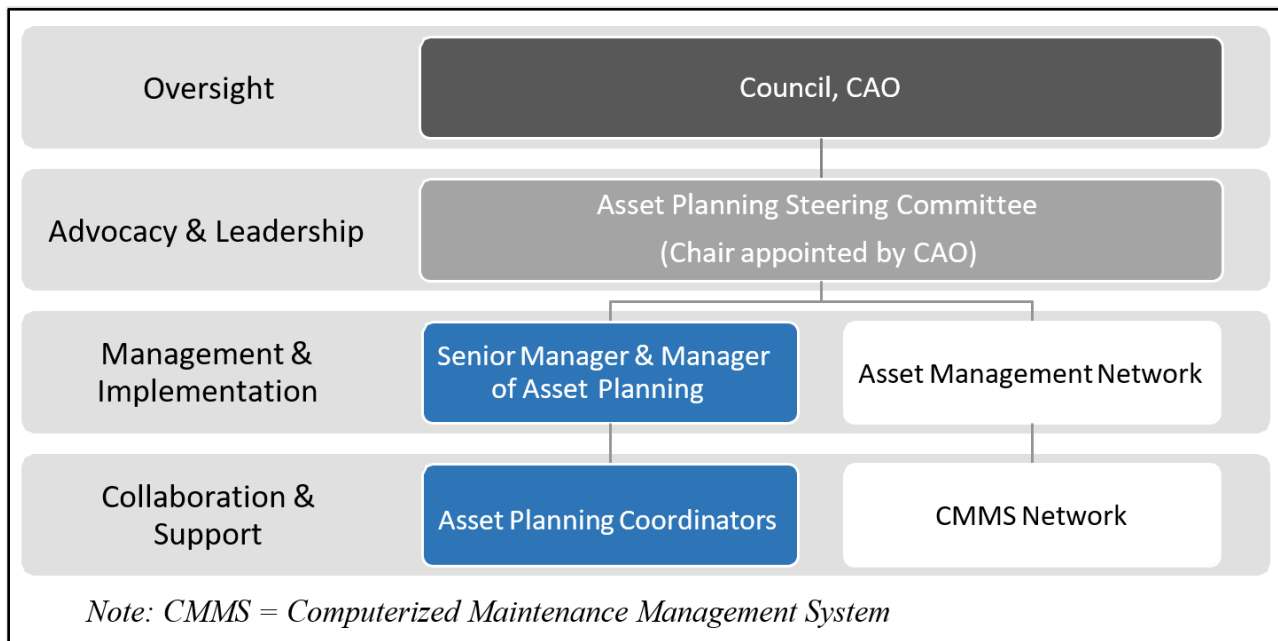 Oversight
Council, CAO
Advocacy & Leadership
Asset Planning Steering Committee
(Chair appointed by CAO)
Management &
Implementation
Senior Manager & Manager
of Asset Planning
Asset Management Network
Collaboration &
Support
Asset Planning Coordinators
CMMS Network
Note: CMMS = Computerized Maintenance Management System